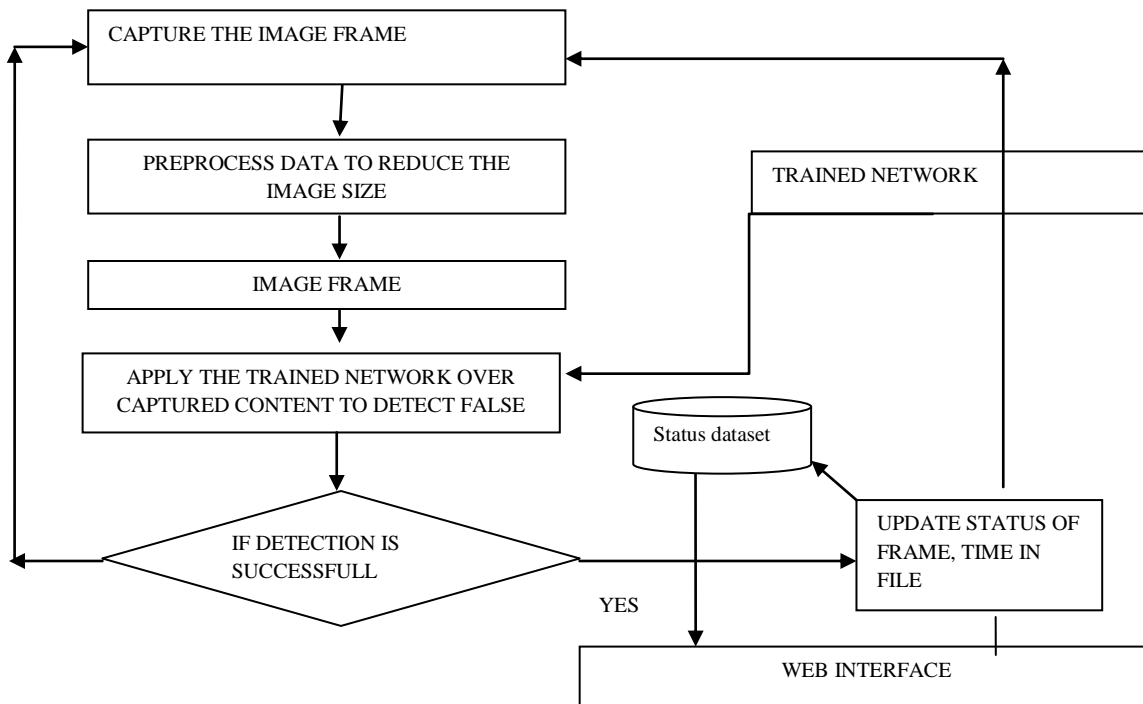 CAPTURE THE IMAGE FRAME
PREPROCESS DATA TO REDUCE THE
IMAGE SIZE
TRAINED NETWORK
IMAGE FRAME
APPLY THE TRAINED NETWORK OVER
CAPTURED CONTENT TO DETECT FALSE
Status dataset
IF DETECTION IS
SUCCESSFULL
UPDATE STATUS OF
FRAME, TIME IN
FILE
YES
WEB INTERFACE